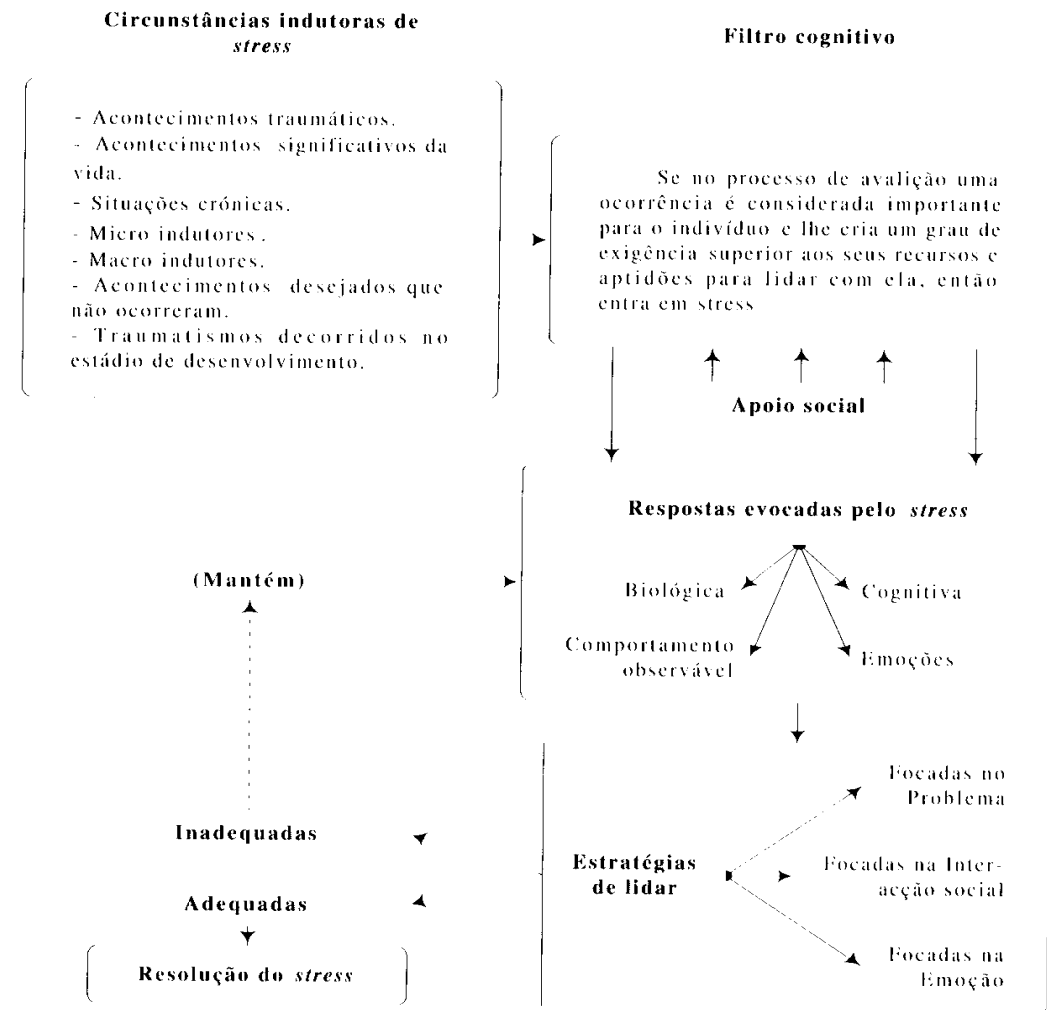 Circunstâncias indutoras de
stress
- Acontecimentos traumáticos.
- Acontecimentos significativos da
vida.
- Situações crónicas.
- Micro indutores.
- Macro indutores.
- Acontecimentos desejados que
não ocorreram.
- Traumatismos decorridos no
estádio de desenvolvimento.
Filtro cognitivo
Se no processo de avalição uma
ocorrência é considerada importante
para o indivíduo e lhe cria um grau de
exigência superior aos seus recursos e
aptidões para lidar com ela, então
entra em stress
Apoio social
Respostas evocadas pelo stress
Biológica
Cognitiva
Comportamento
observável
Emoções
(Mantém)
Estratégias
de lidar
Focadas no
Problema
Focadas na Inter-
acção social
Focadas na
Emoção
Inadequadas
Adequadas
Resolução do stress